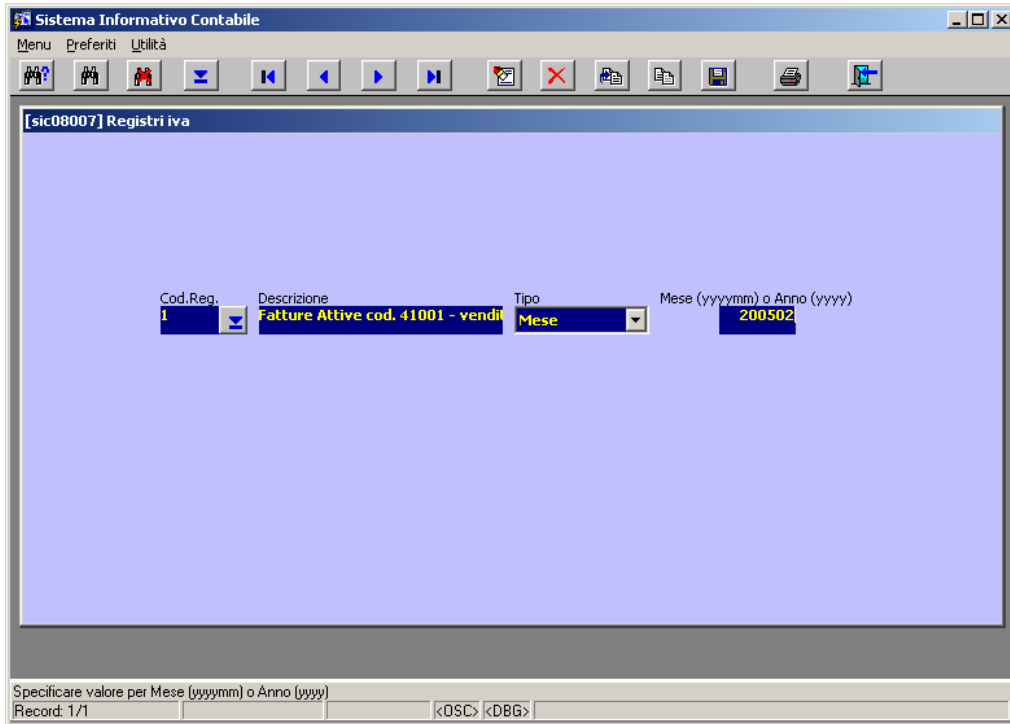 Sistema Informativo Contabile
Menu Preferiti Utilità
[sic08007] Registri iva
Cod.Reg. Descrizione Tipo Mese (yyyymm) o Anno (yyyy)
1 Fatture Attive cod. 41001 - vendit Mese 200502
Specificare valore per Mese (yyyymm) o Anno (yyyy)
Record: 1/1 <OSC> <DBG>